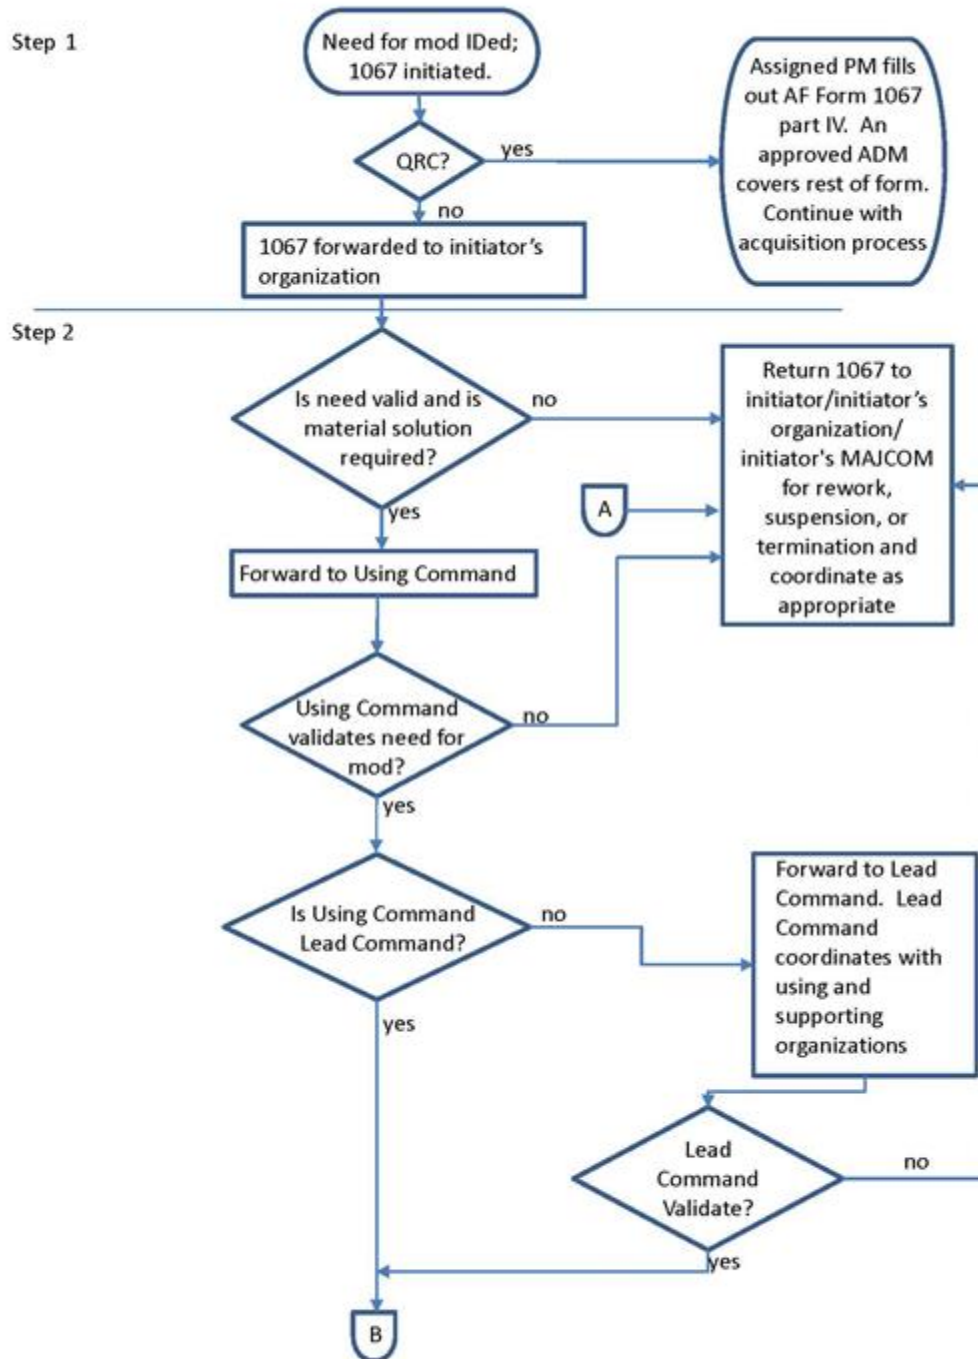 Step 1
Need for mod IDed;
1067 initiated.
Assigned PM fills
out AF Form 1067
part IV. An
approved ADM
covers rest of form.
Continue with
acquisition process
QRC?
yes
no
1067 forwarded to initiator's
organization
Step 2
Is need valid and is
material solution
required?
no
yes
Return 1067 to
initiator/initiator's
organization/
initiator's MAJCOM
for rework,
suspension, or
termination and
coordinate as
appropriate
A
Forward to Using Command
Using Command
validates need for
mod?
no
yes
Is Using Command
Lead Command?
no
yes
Forward to Lead
Command. Lead
Command
coordinates with
using and
supporting
organizations
Lead
Command
Validate?
no
yes
B